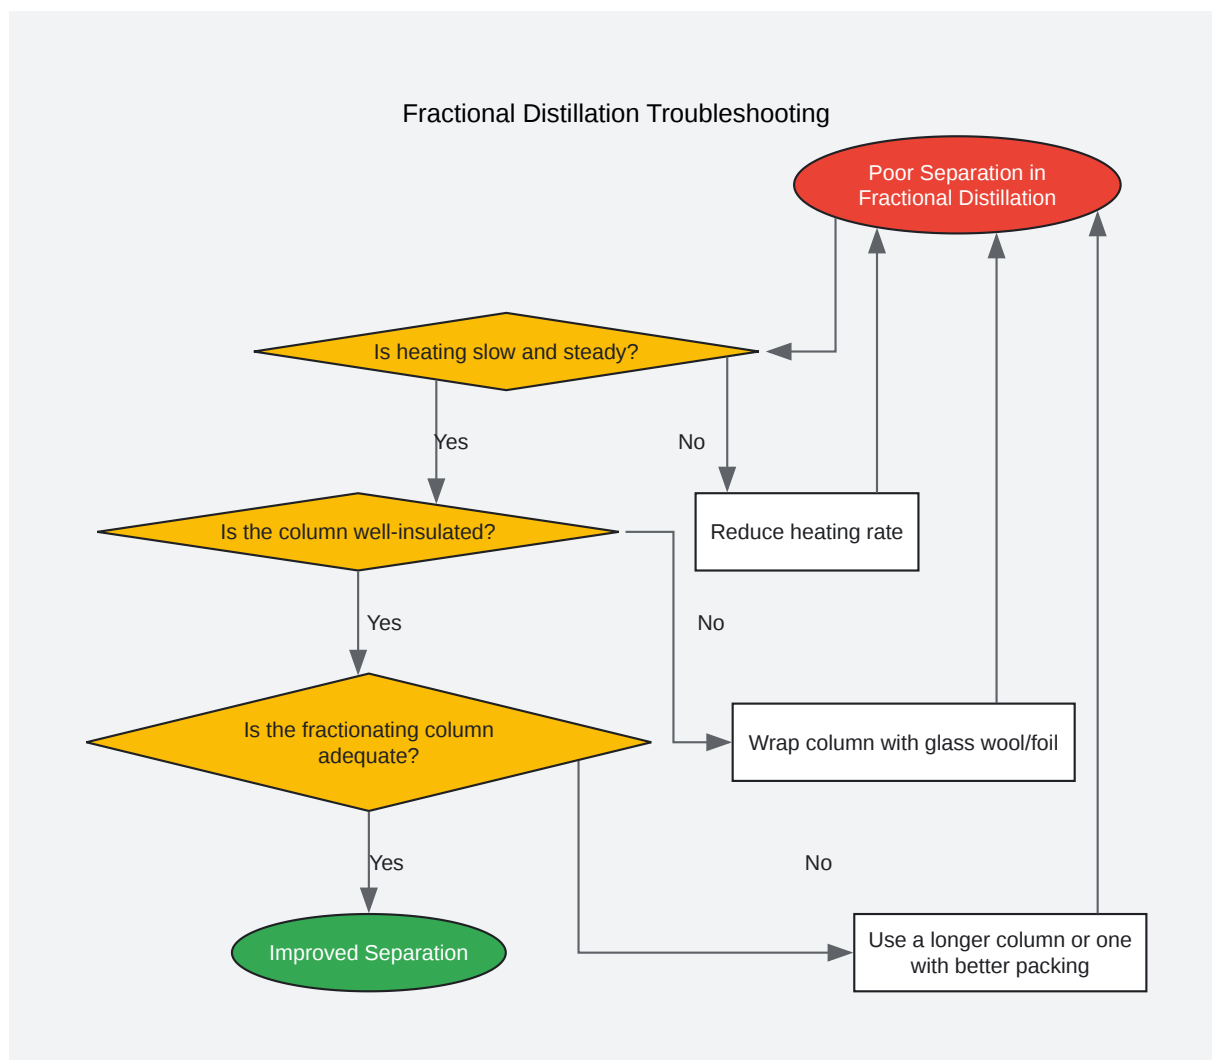 Fractional Distillation Troubleshooting
Poor Separation in
Fractional Distillation
Is heating slow and steady?
Yes
No
Is the column well-insulated?
Reduce heating rate
Yes
No
Is the fractionating column
adequate?
Wrap column with glass wool/foil
Yes
No
Improved Separation
Use a longer column or one
with better packing